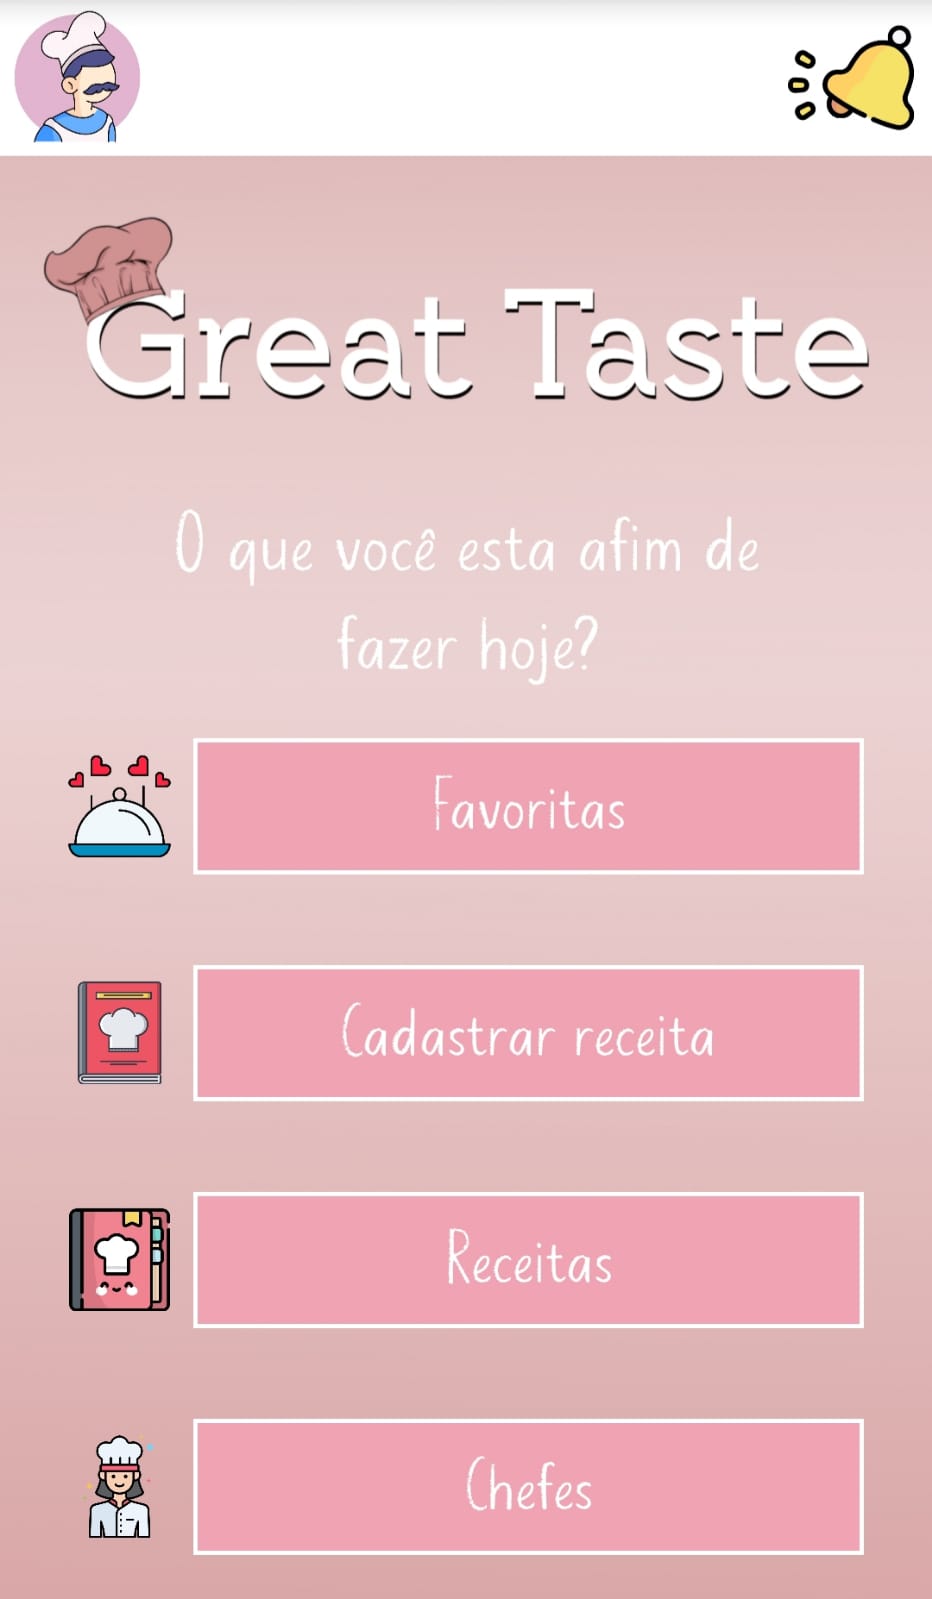 Great Taste
O que você esta afim de
fazer hoje?
Favoritas
Cadastrar receita
Receitas
Chefes